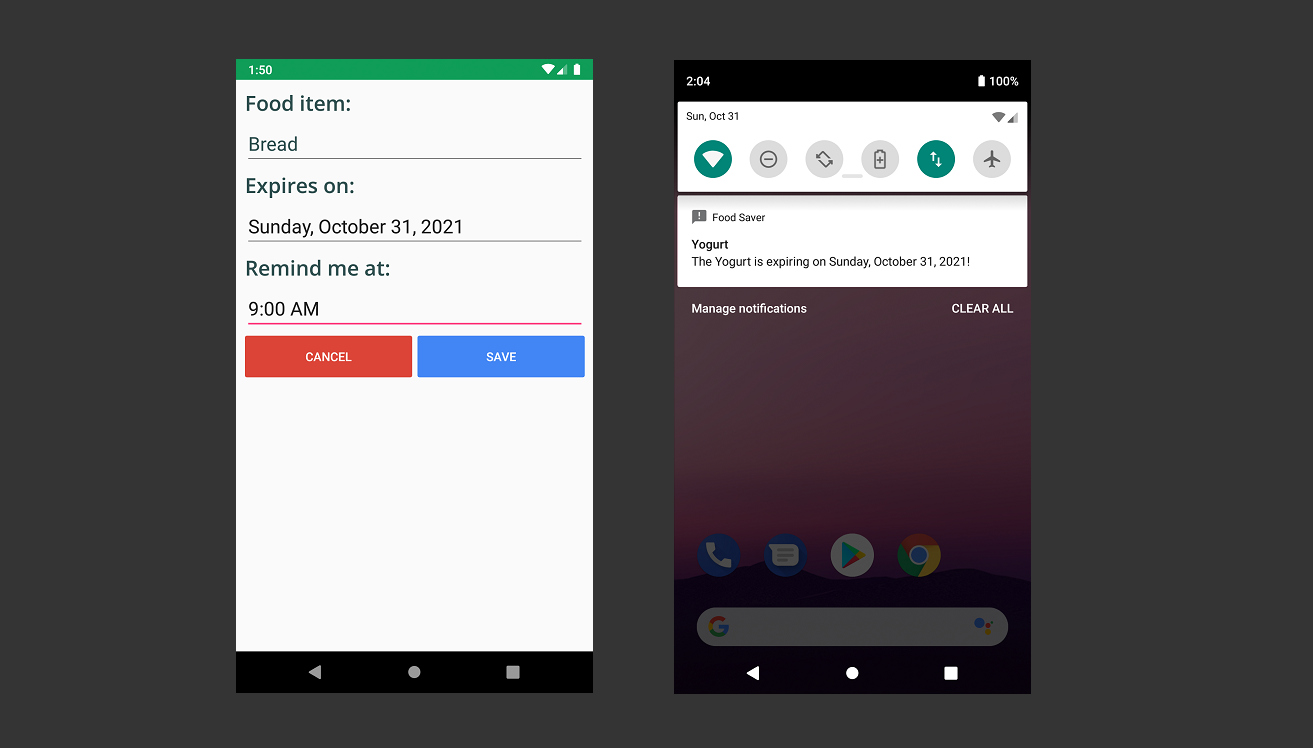 1:50
Food item:
Bread
Expires on:
Sunday, October 31, 2021
Remind me at:
9:00 AM
CANCEL SAVE
2:04 100%
Sun, Oct 31
Food Saver
Yogurt
The Yogurt is expiring on Sunday, October 31, 2021!
Manage notifications CLEAR ALL